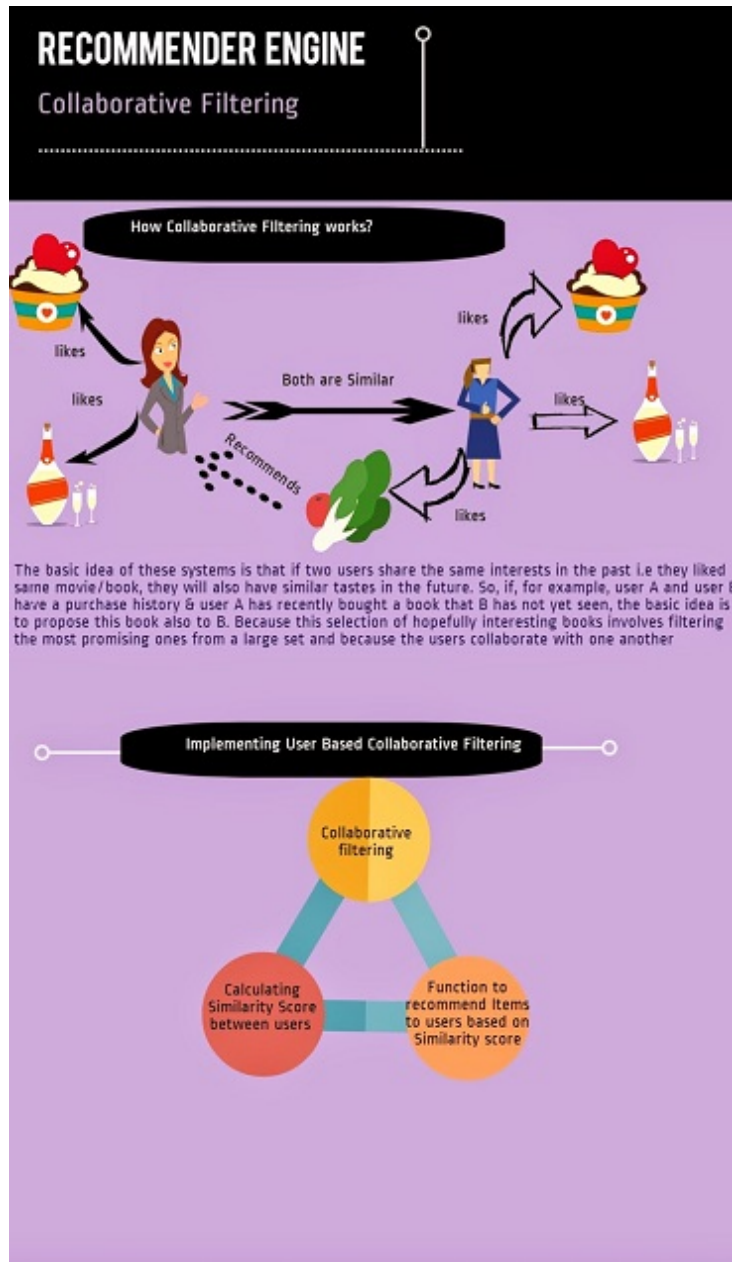 RECOMMENDER ENGINE
Collaborative Filtering
How Collaborative FIltering works?
likes
likes
Both are Similar
Recommends
likes
likes
likes
The basic idea of these systems is that if two users share the same interests in the past i.e they liked
same movie/book, they will also have similar tastes in the future. So, if, for example, user A and user
have a purchase history & user A has recently bought a book that B has not yet seen, the basic idea is
to propose this book also to B. Because this selection of hopefully interesting books involves filtering
the most promising ones from a large set and because the users collaborate with one another
Implementing User Based Collaborative Filtering
Collaborative
filtering
Calculating
Similarity Score
between users
Function to
recommend Items
to users based on
Similarity score